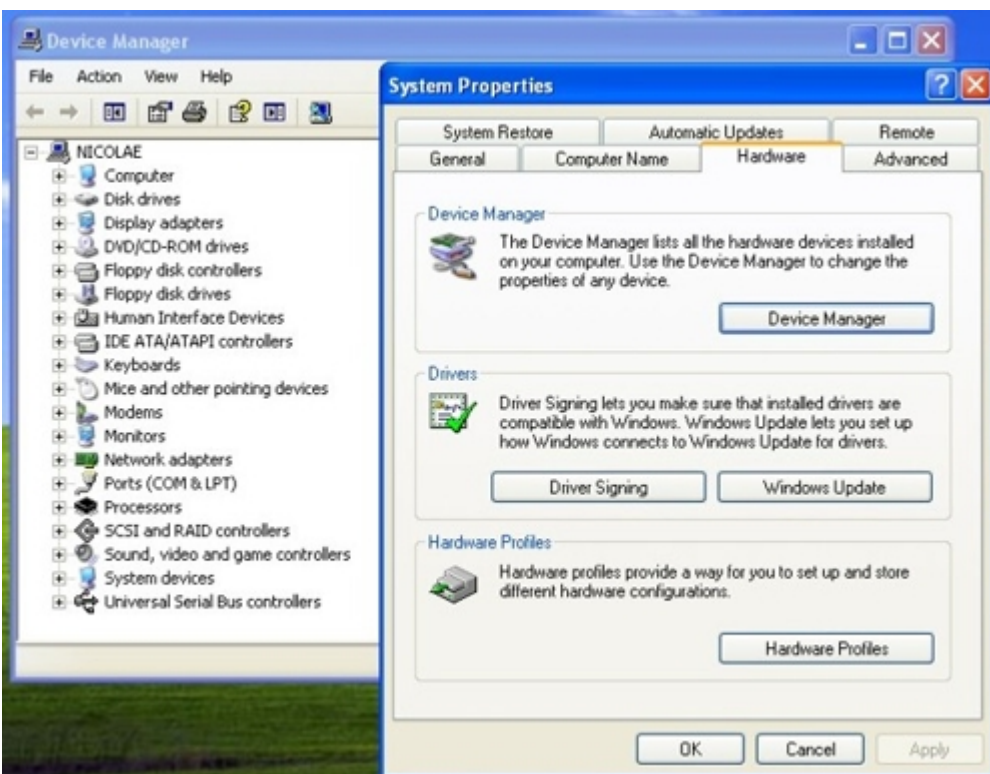 Device Manager
File Action View Help
NICOLAE
Computer
Disk drives
Display adapters
DVD/CD-ROM drives
Floppy disk controllers
Floppy disk drives
Human Interface Devices
IDE ATA/ATAPI controllers
Keyboards
Mice and other pointing devices
Modems
Monitors
Network adapters
Ports (COM & LPT)
Processors
SCSI and RAID controllers
Sound, video and game controllers
System devices
Universal Serial Bus controllers
System Properties
System Restore Automatic Updates Remote
General Computer Name Hardware Advanced
Device Manager
The Device Manager lists all the hardware devices installed
on your computer. Use the Device Manager to change the
properties of any device.
Device Manager
Drivers
Driver Signing lets you make sure that installed drivers are
compatible with Windows. Windows Update lets you set up
how Windows connects to Windows Update for drivers.
Driver Signing Windows Update
Hardware Profiles
Hardware profiles provide a way for you to set up and store
different hardware configurations.
Hardware Profiles
OK Cancel Apply